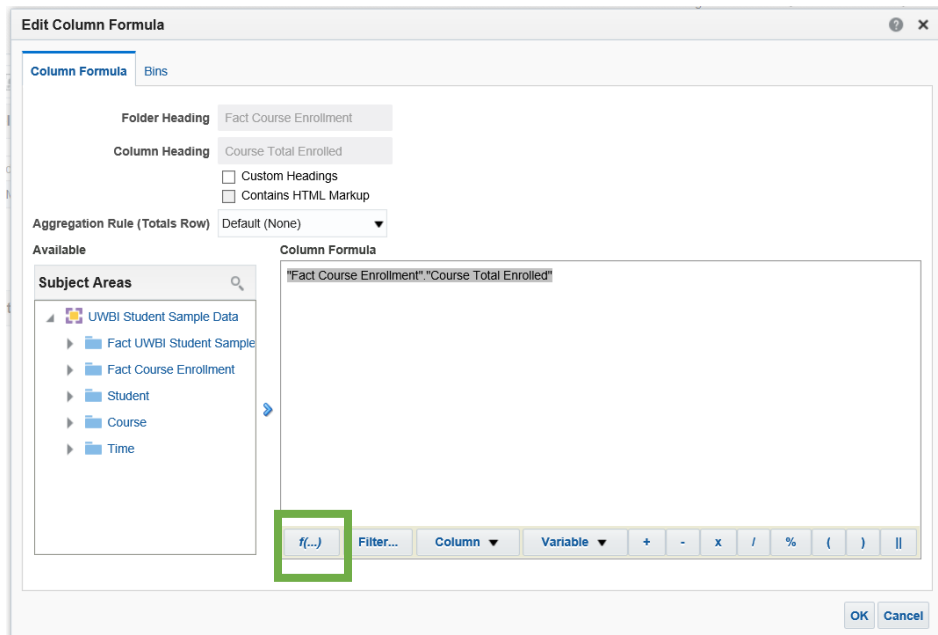 Edit Column Formula
Column Formula Bins
Folder Heading Fact Course Enrollment
Column Heading Course Total Enrolled
Custom Headings
Contains HTML Markup
Aggregation Rule (Totals Row) Default (None)
Available Column Formula
Subject Areas
"Fact Course Enrollment"."Course Total Enrolled"
UWBI Student Sample Data
Fact UWBI Student Sample
Fact Course Enrollment
Student
Course
Time
f(...) Filter... Column Variable + - x / % ( ) ||
OK Cancel